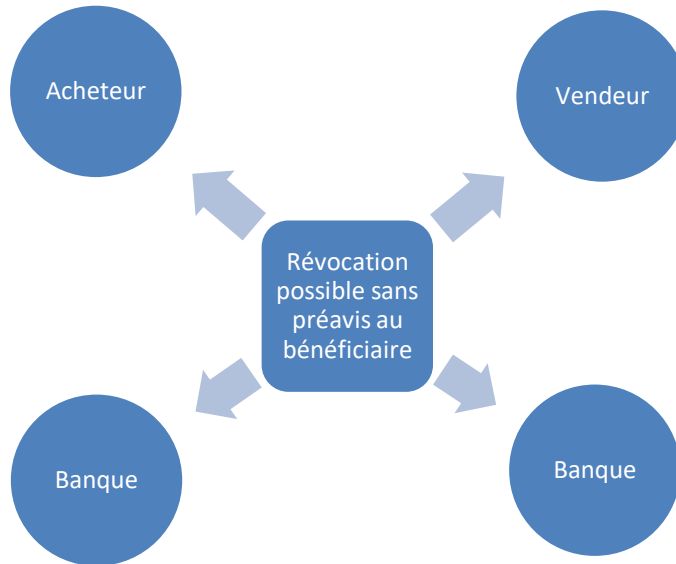 Acheteur
Vendeur
Révocation
possible sans
préavis au
bénéficiaire
Banque
Banque